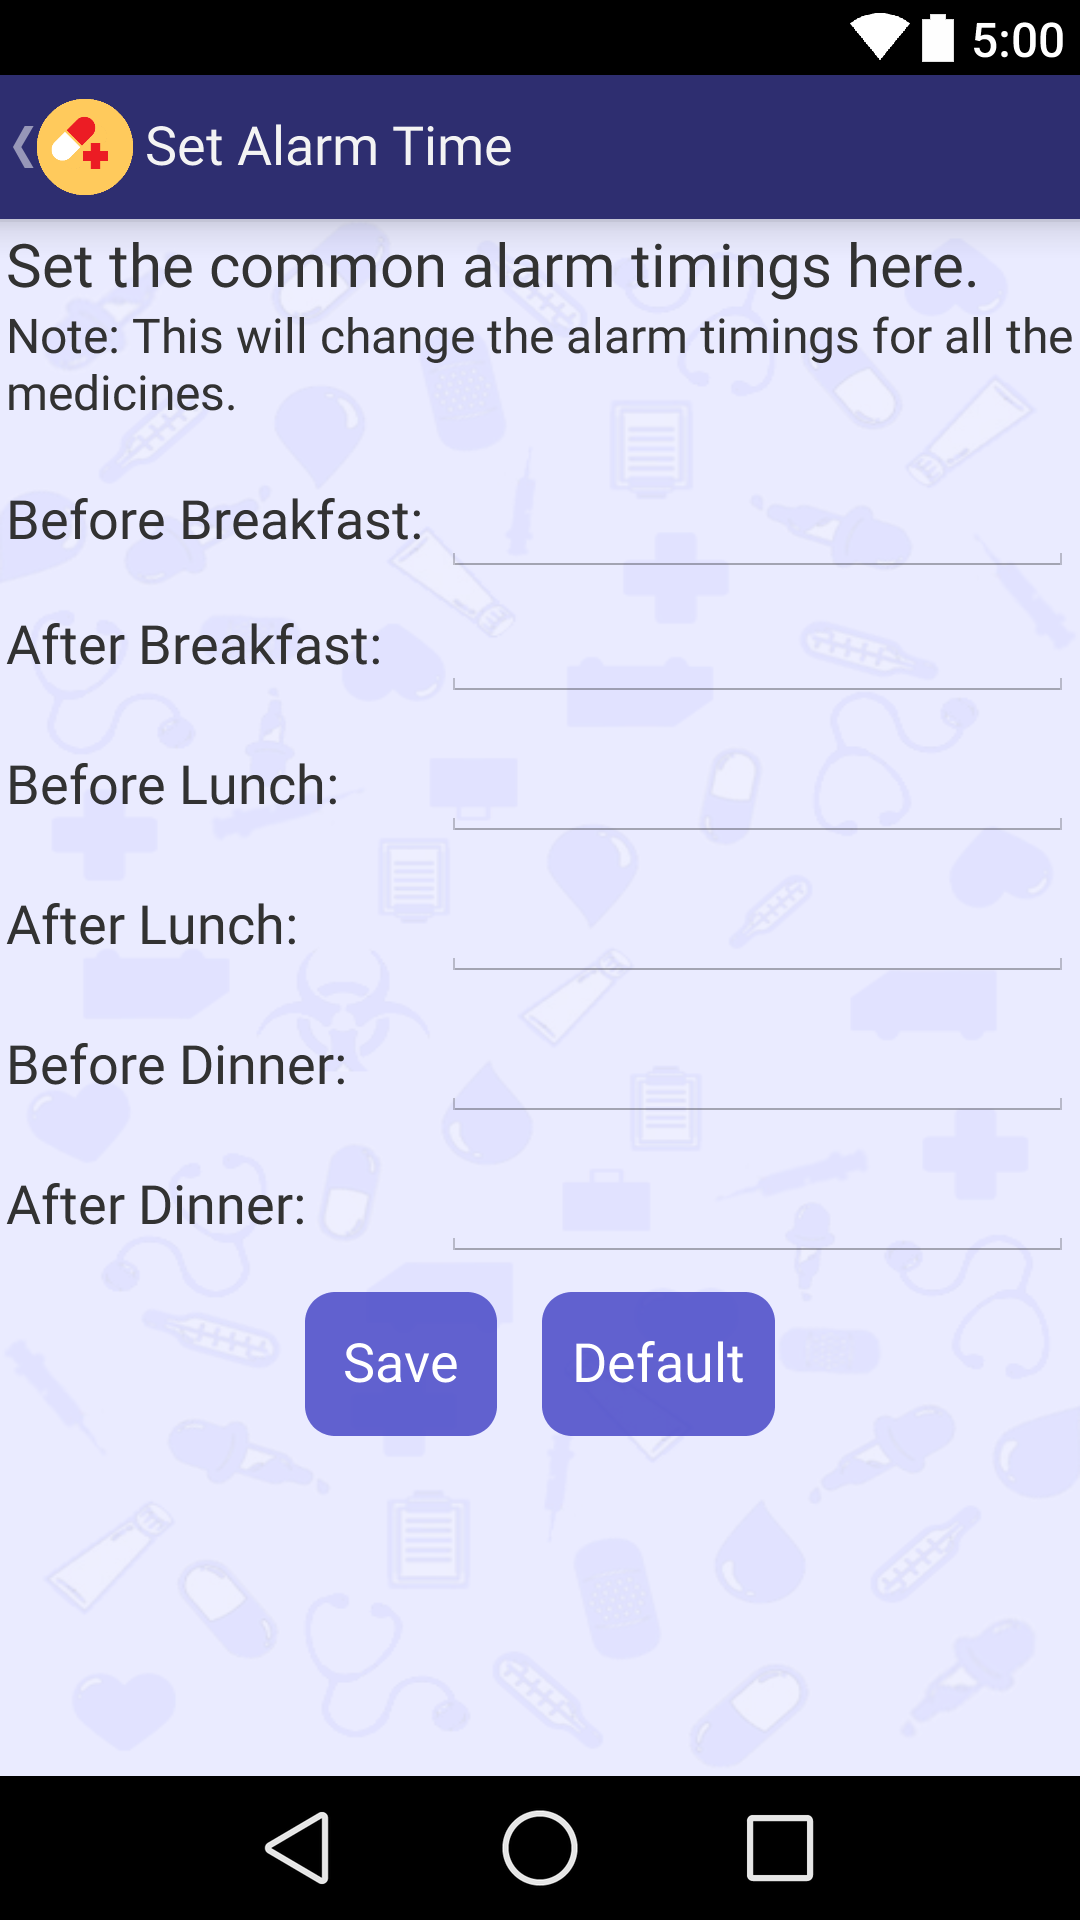 5:00
Set Alarm Time
Set the common alarm timings here.
Note: This will change the alarm timings for all the
medicines.
Before Breakfast:
After Breakfast:
Before Lunch:
After Lunch:
Before Dinner:
After Dinner:
Save
Default